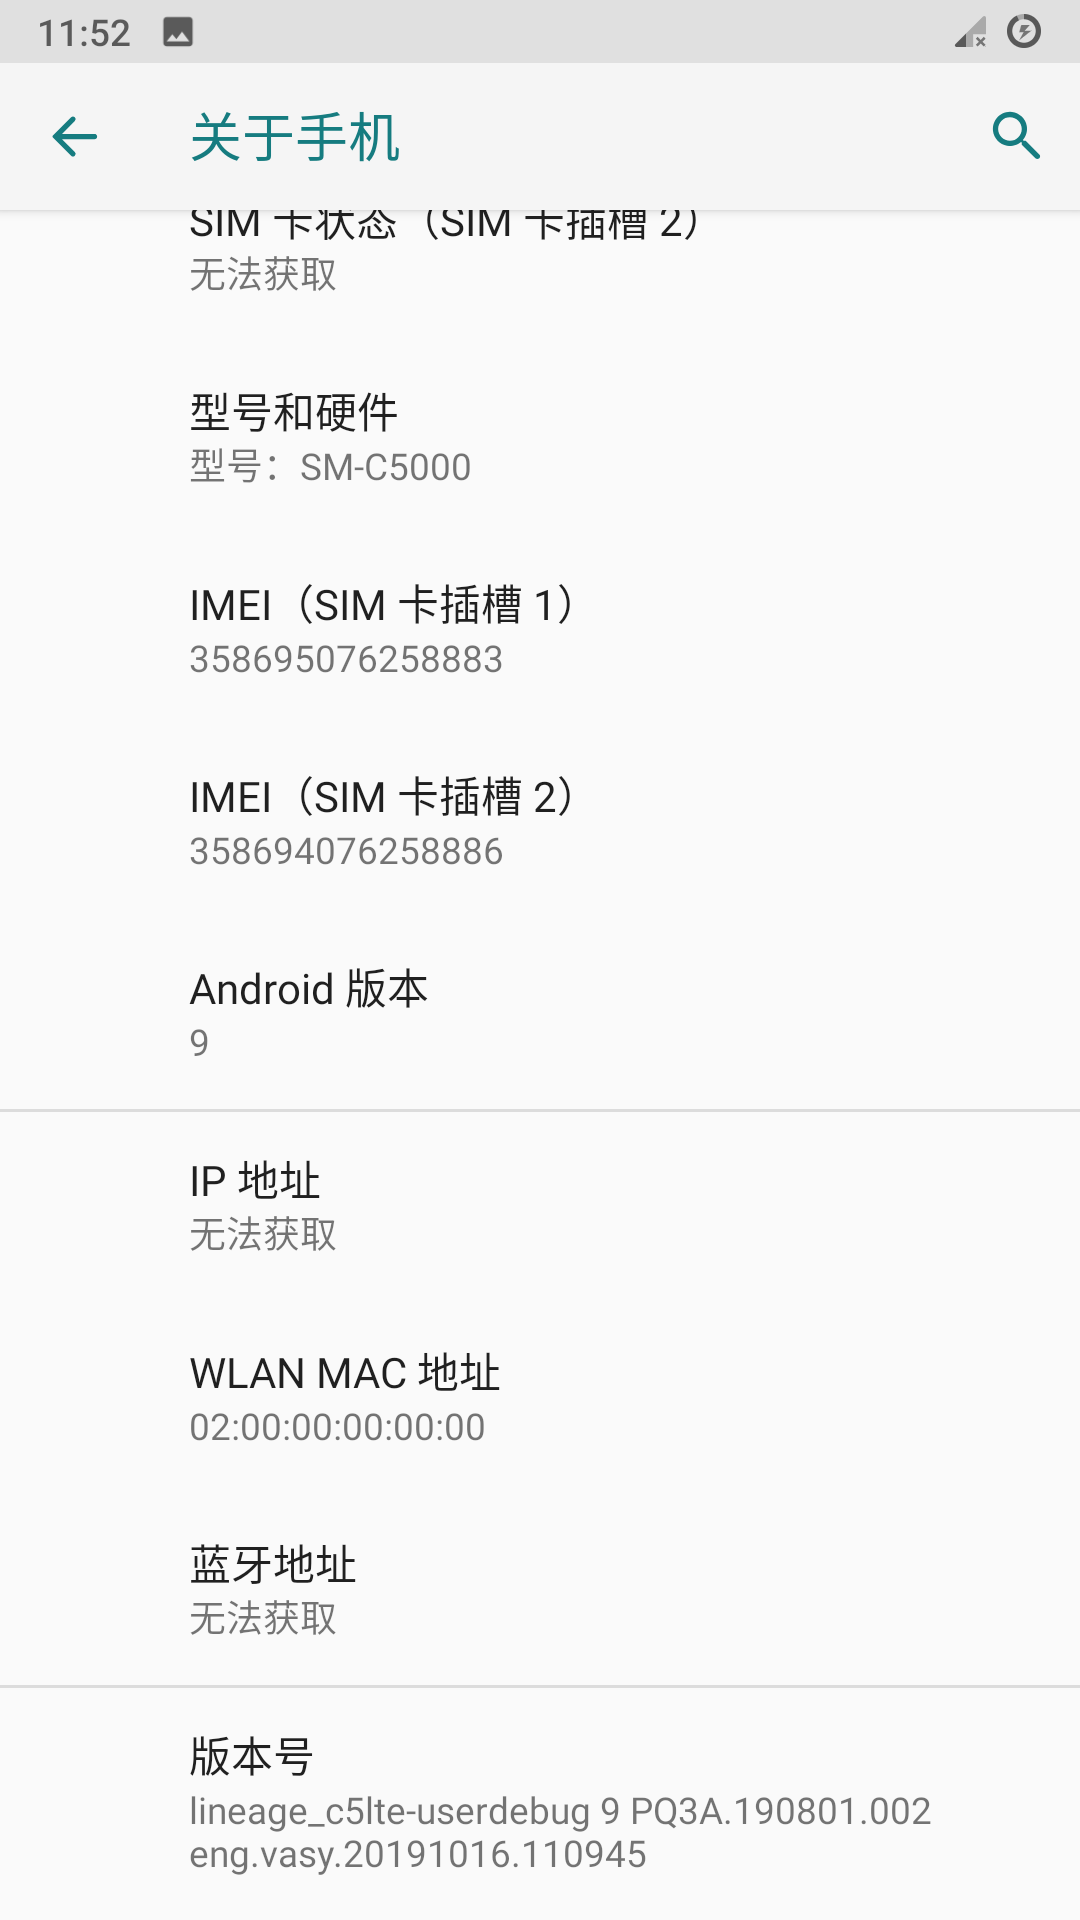 11:52
关于手机
SIM 卡状态（SIM 卡插槽 2）
无法获取
型号和硬件
型号：SM-C5000
IMEI（SIM 卡插槽 1）
358695076258883
IMEI（SIM 卡插槽 2）
358694076258886
Android 版本
9
IP 地址
无法获取
WLAN MAC 地址
02:00:00:00:00:00
蓝牙地址
无法获取
版本号
lineage_c5lte-userdebug 9 PQ3A.190801.002
eng.vasy.20191016.110945